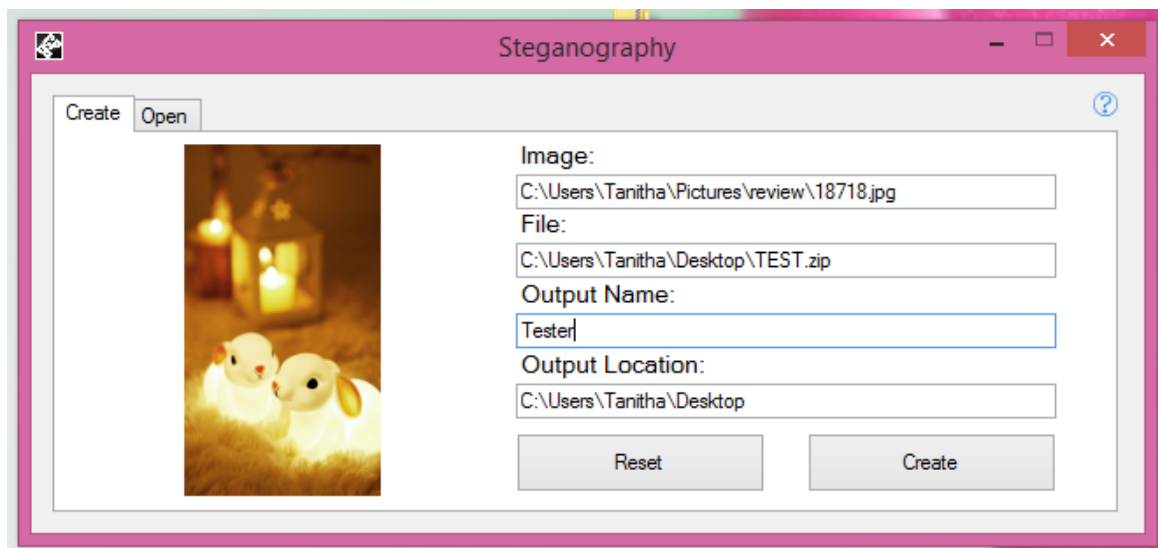 Steganography
Create
Open
Image:
C:\Users\Tanitha\Pictures\review\18718.jpg
File:
C:\Users\Tanitha\Desktop\TEST.zip
Output Name:
Tester
Output Location:
C:\Users\Tanitha\Desktop
Reset
Create